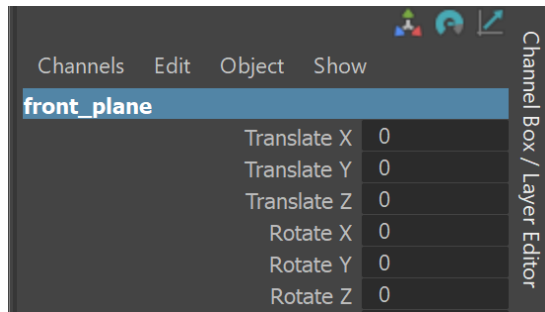 Channels Edit Object Show
front_plane
Translate X 0
Translate Y 0
Translate Z 0
Rotate X 0
Rotate Y 0
Rotate Z 0
Channel Box / Layer Editor